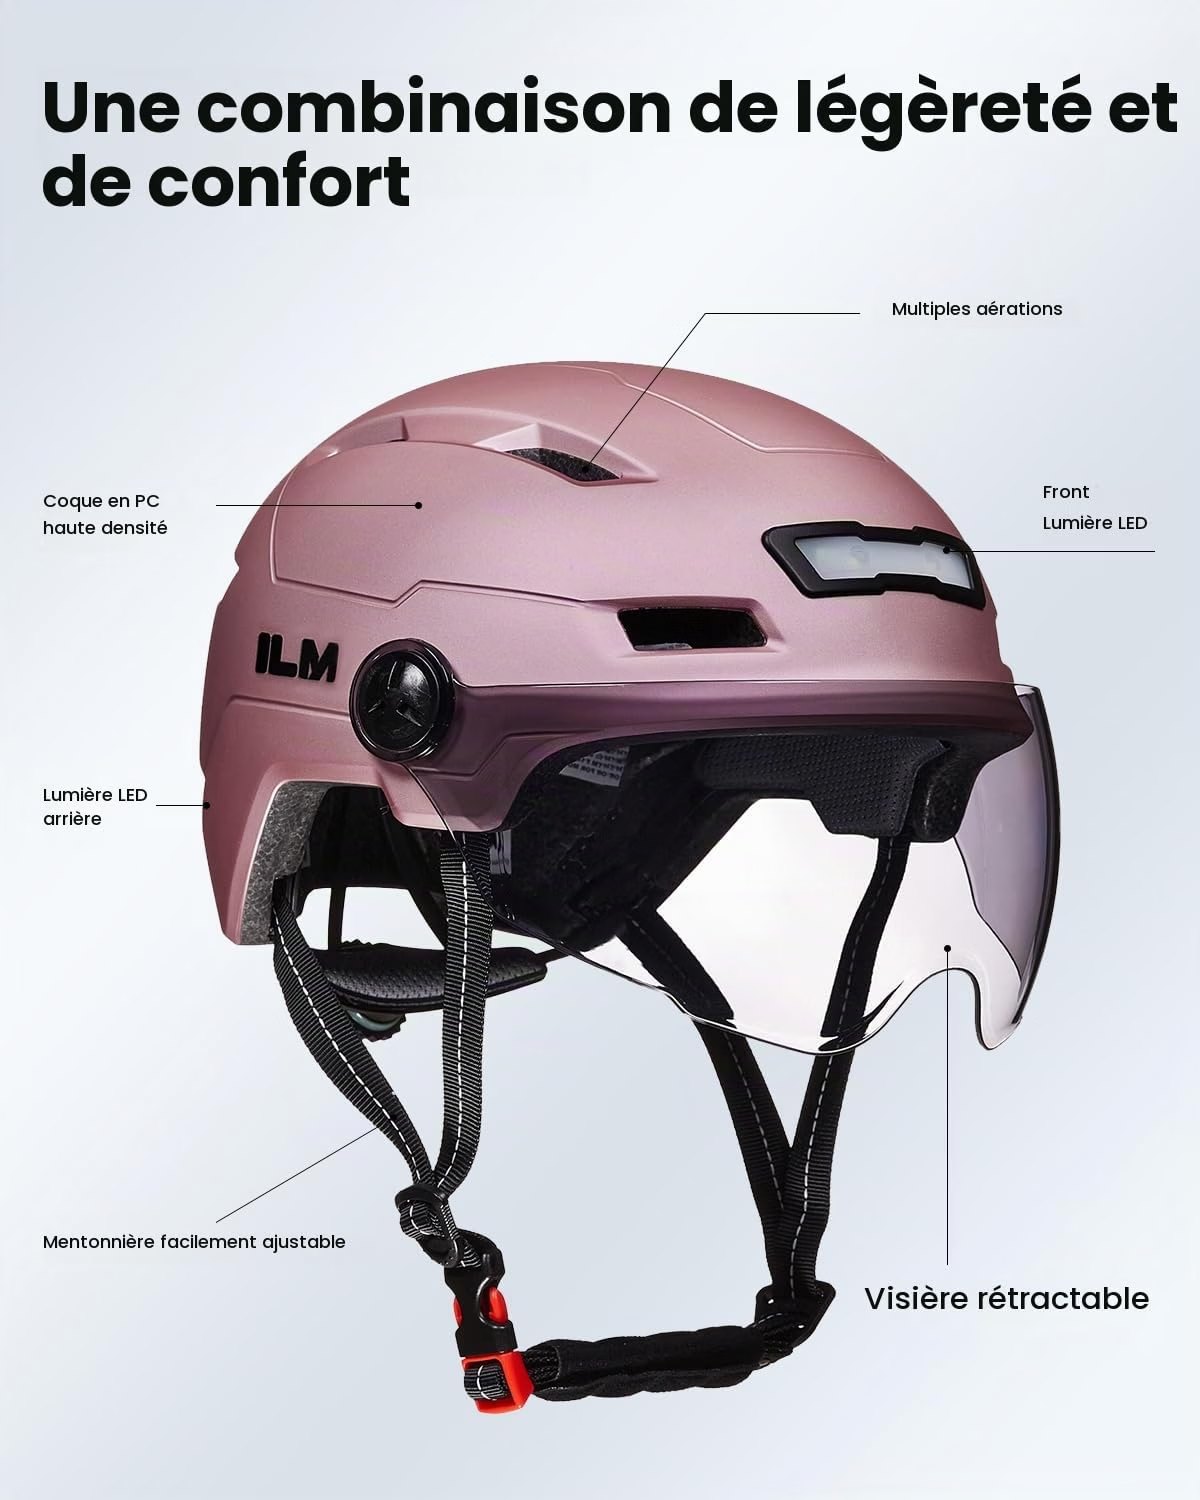 Une combinaison de légèreté et
de confort
Multiples aérations
Coque en PC
haute densité
Front
Lumière LED
ILM
Lumière LED
arrière
Mentonnière facilement ajustable
Visière rétractable